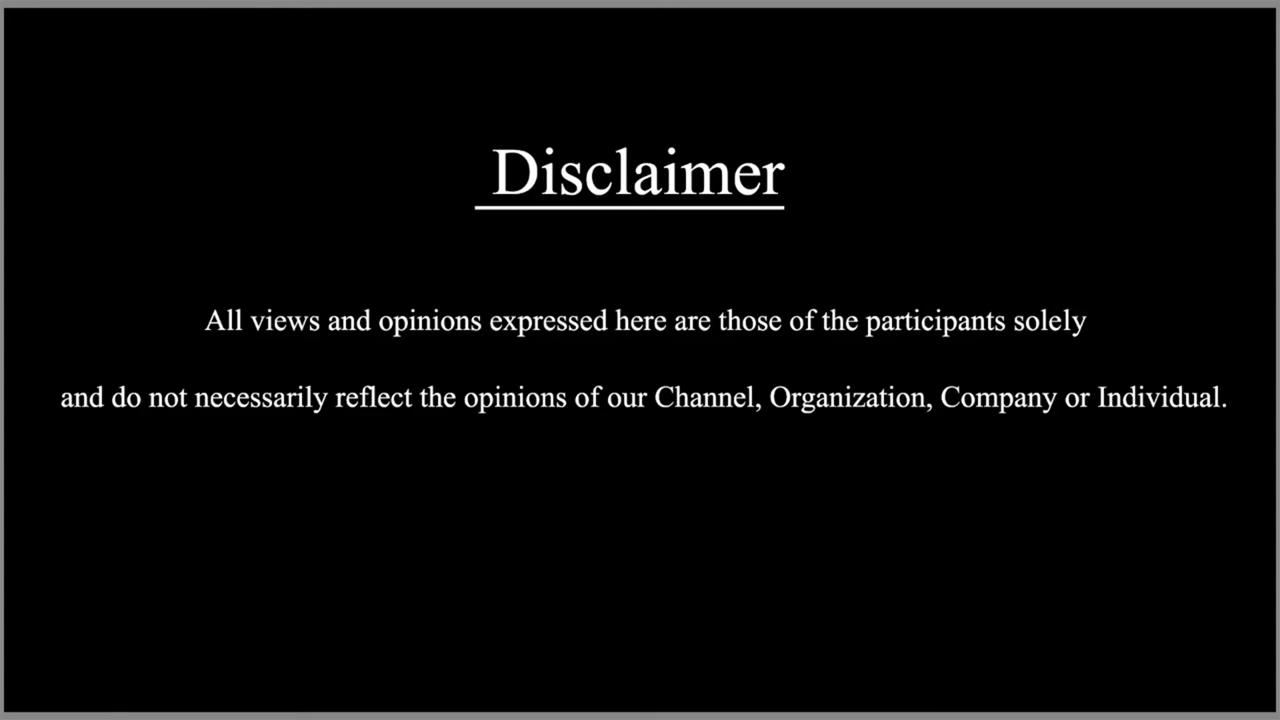 Disclaimer
All views and opinions expressed here are those of the participants solely
and do not necessarily reflect the opinions of our Channel, Organization, Company or Individual.